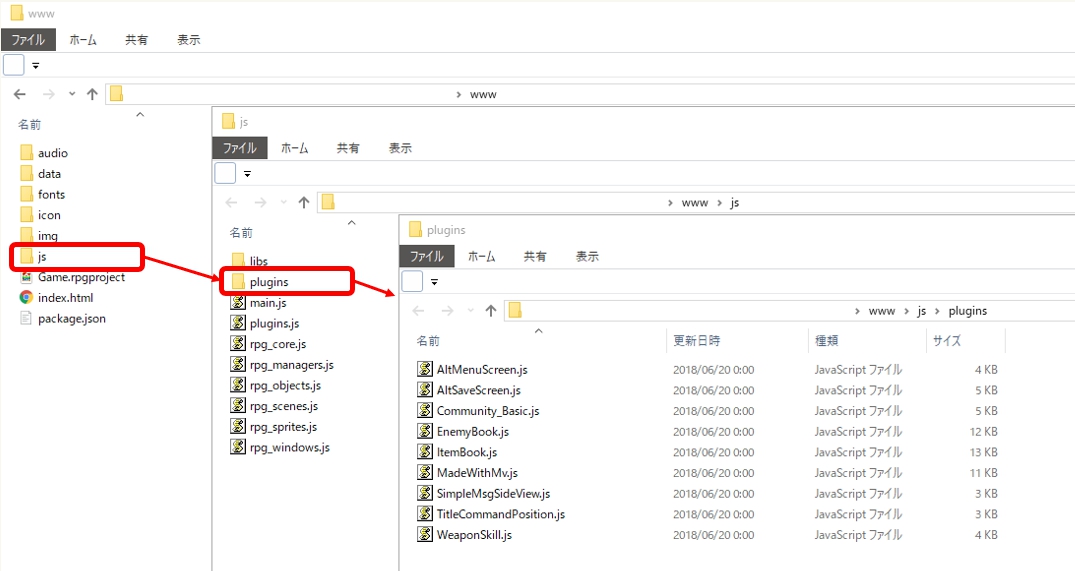 www
ファイル ホーム 共有 表示
> www
名前
audio
data
fonts
icon
img
js
Game.rpgproject
index.html
package.json
js
ファイル ホーム 共有 表示
> www > js
名前
libs
plugins
main.js
plugins.js
rpg_core.js
rpg_managers.js
rpg_objects.js
rpg_scenes.js
rpg_sprites.js
rpg_windows.js
plugins
ファイル ホーム 共有 表示
> www > js > plugins
名前 更新日時 種類 サイズ
AltMenuScreen.js 2018/06/20 0:00 JavaScript ファイル 4 KB
AltSaveScreen.js 2018/06/20 0:00 JavaScript ファイル 5 KB
Community_Basic.js 2018/06/20 0:00 JavaScript ファイル 5 KB
EnemyBook.js 2018/06/20 0:00 JavaScript ファイル 12 KB
ItemBook.js 2018/06/20 0:00 JavaScript ファイル 13 KB
MadeWithMv.js 2018/06/20 0:00 JavaScript ファイル 11 KB
SimpleMsgSideView.js 2018/06/20 0:00 JavaScript ファイル 3 KB
TitleCommandPosition.js 2018/06/20 0:00 JavaScript ファイル 3 KB
WeaponSkill.js 2018/06/20 0:00 JavaScript ファイル 4 KB